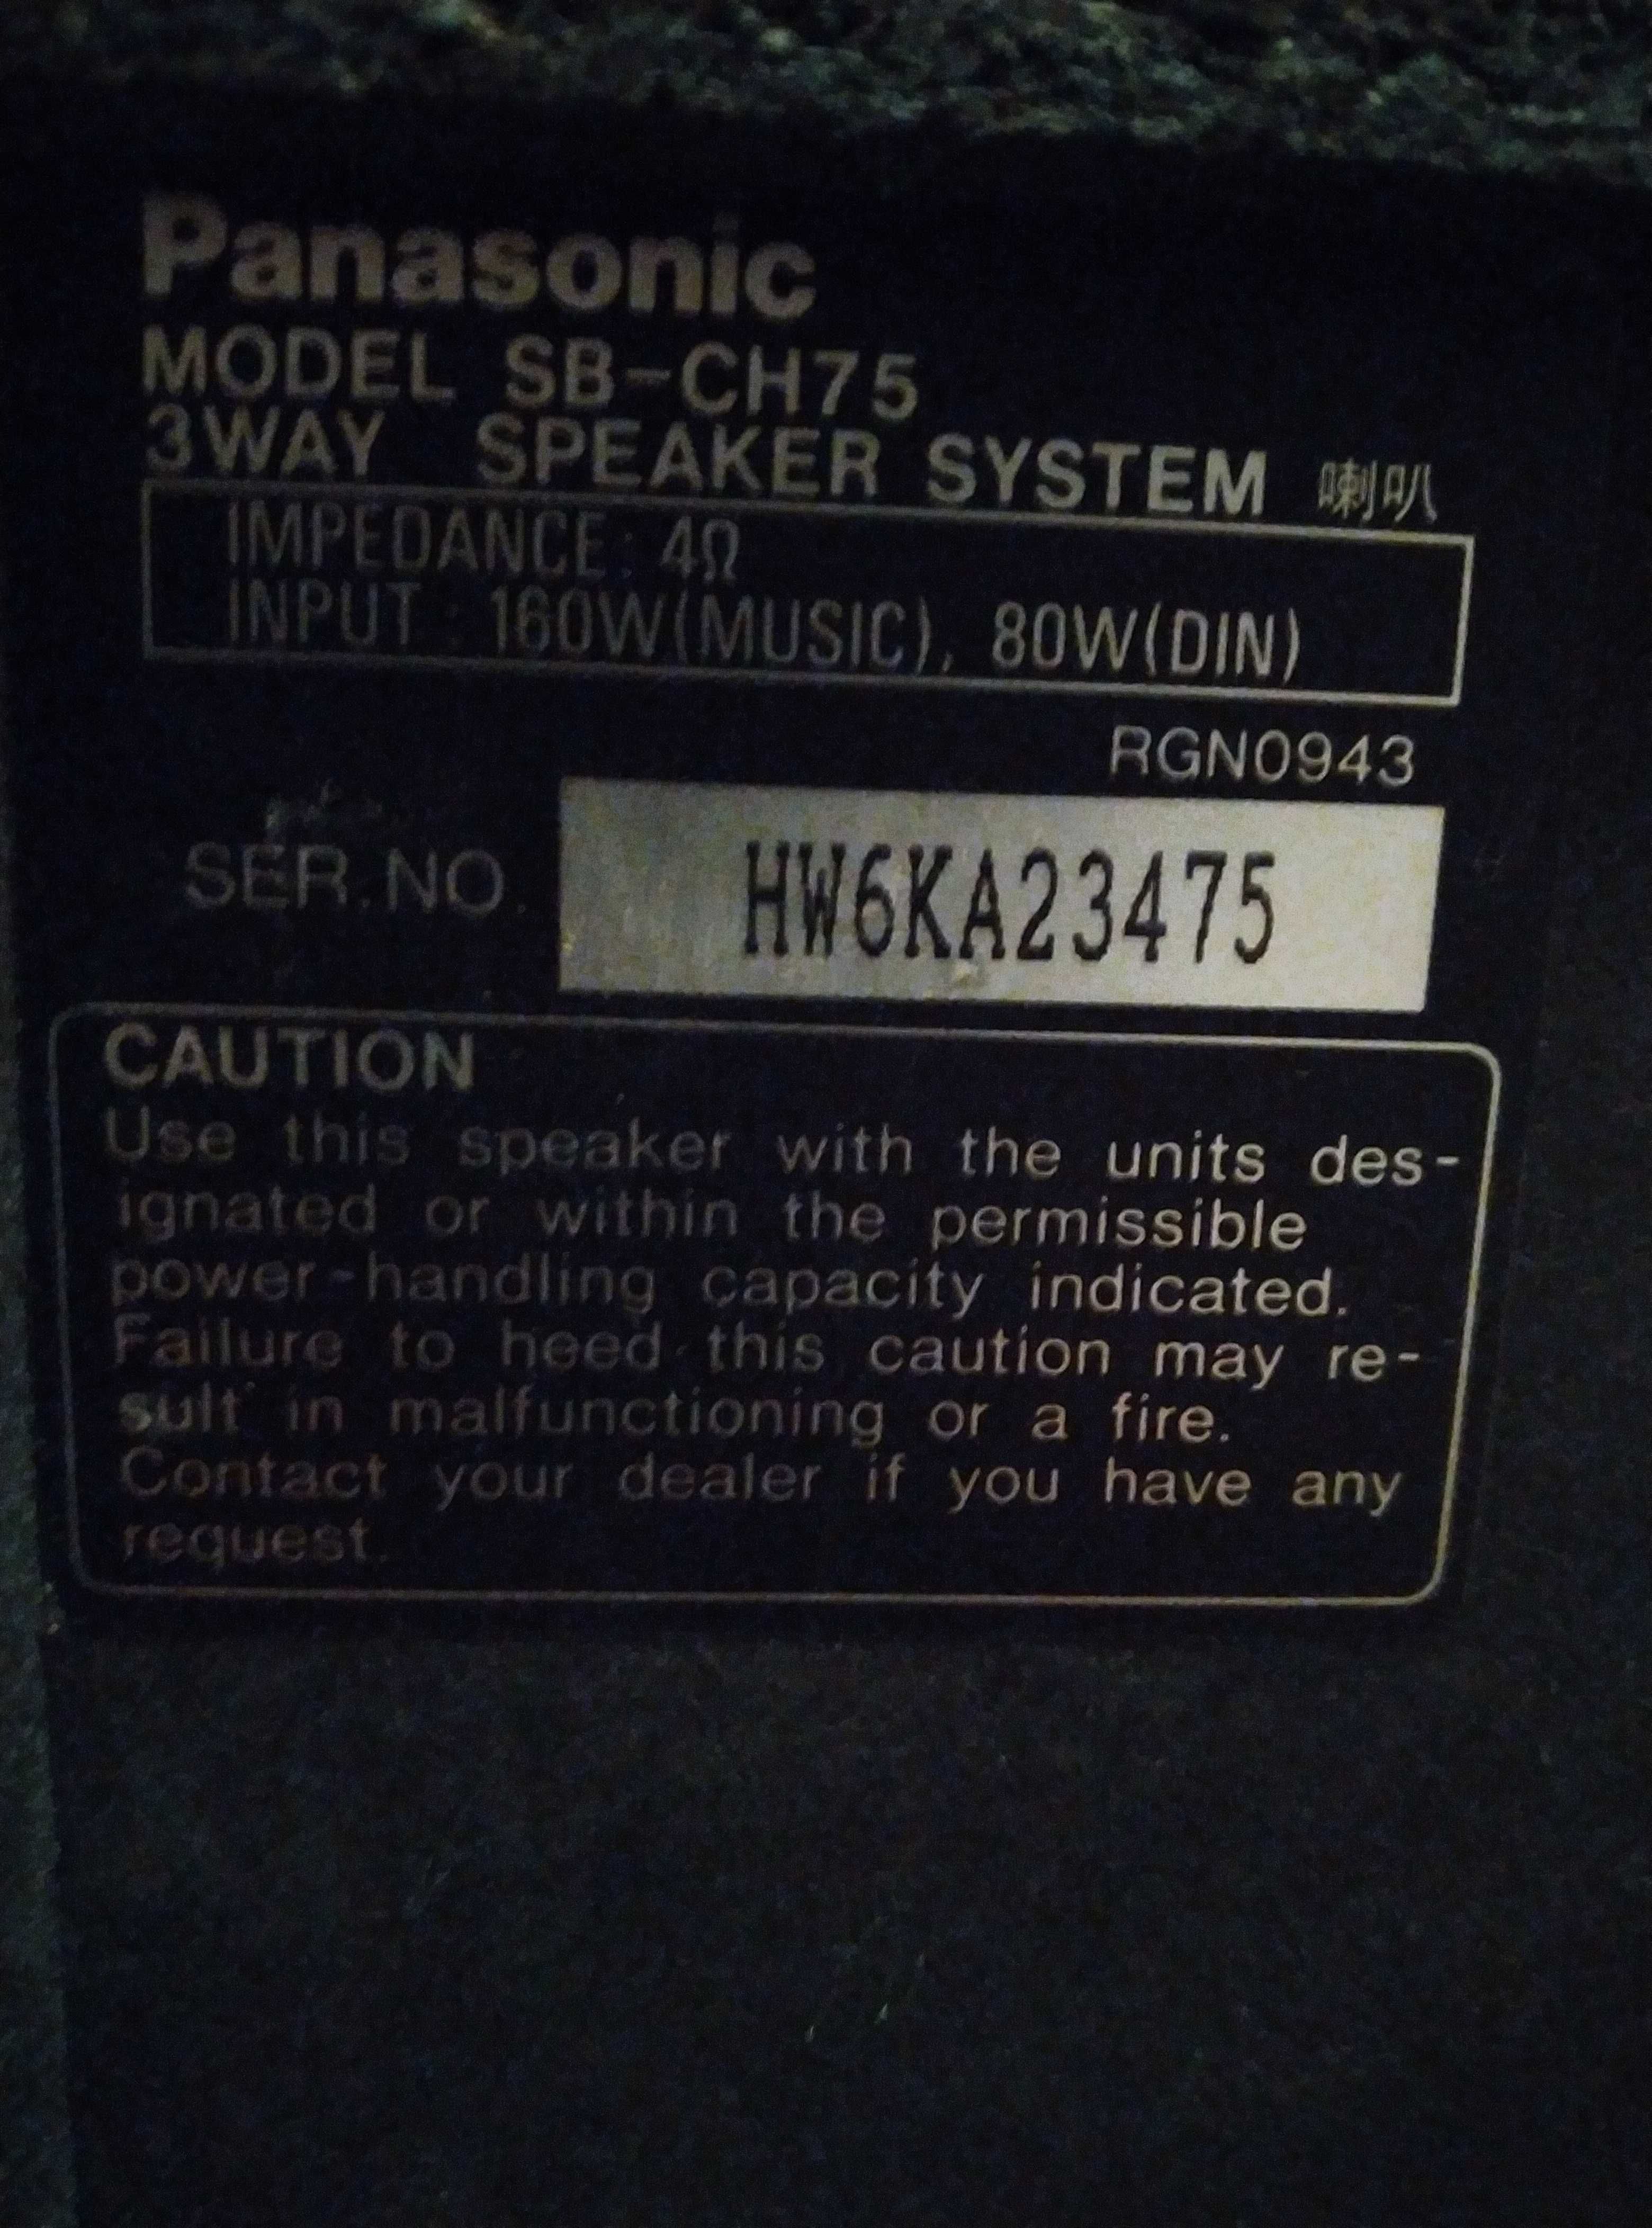 Panasonic
MODEL SB-CH75
3WAY SPEAKER SYSTEM 喇叭
IMPEDANCE: 4Ω
INPUT: 160W(MUSIC), 80W(DIN)
RGN0943
SER.NO. HW6KA23475
CAUTION
Use this speaker with the units des-
ignated or within the permissible
power-handling capacity indicated.
Failure to heed this caution may re-
sult in malfunctioning or a fire.
Contact your dealer if you have any
request.